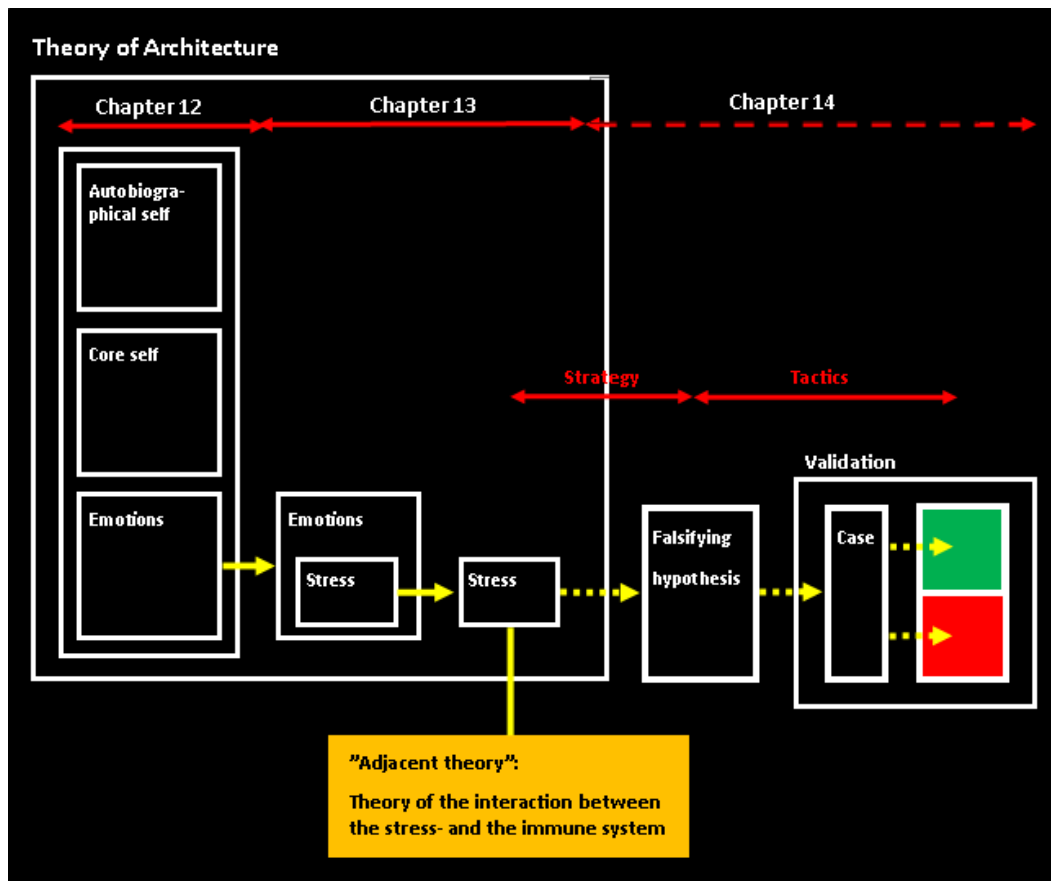 Theory of Architecture
Chapter 12
Chapter 13
Chapter 14
Autobiogra-
phical self
Core self
Strategy
Tactics
Validation
Emotions
Emotions
Stress
Stress
Falsifying
hypothesis
Case
”Adjacent theory”:
Theory of the interaction between
the stress- and the immune system